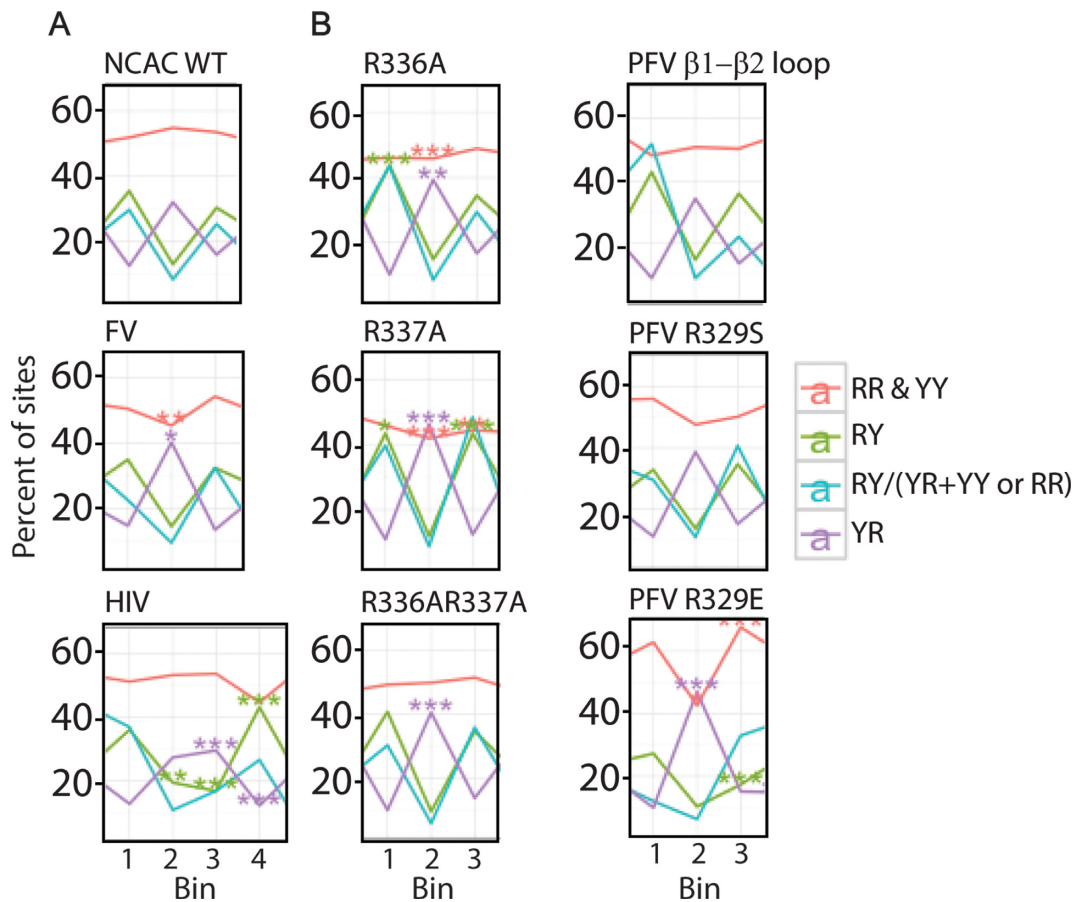 A
B
NCAC WT
R336A
PFV β1–β2 loop
60
40
20
60
40
20
60
40
20
***
***
**
FV
R337A
PFV R329S
60
40
20
60
40
20
60
40
20
**
*
*
***
***
***
***
Percent of sites
a RR & YY
a RY
a RY/(YR+YY or RR)
a YR
HIV
R336AR337A
PFV R329E
60
40
20
60
40
20
60
40
20
***
***
**
***
***
***
***
***
***
1 2 3 4
1 2 3
1 2 3
Bin
Bin
Bin